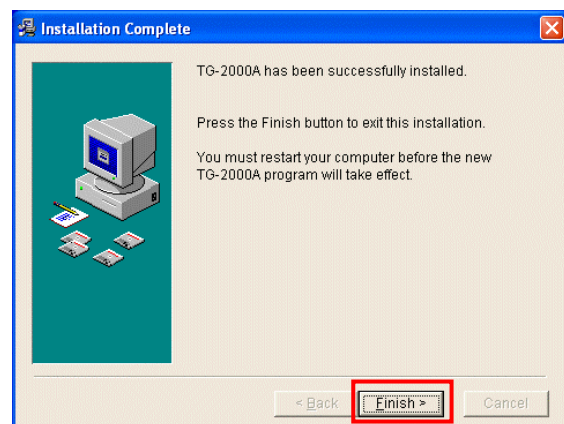 Installation Complete
TG-2000A has been successfully installed.
Press the Finish button to exit this installation.
You must restart your computer before the new
TG-2000A program will take effect.
< Back
Finish >
Cancel